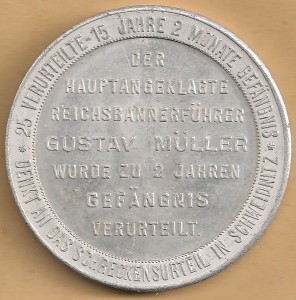 * 25 VERURTEILTE - 15 JAHRE 2 MONATE GEFÄNGNIS *
DENKT AN DAS SCHRECKENSURTEIL IN SCHWEIDNITZ
DER
HAUPTANGEKLAGTE
REICHSBANNERFÜHRER
GUSTAV MÜLLER
WURDE ZU 2 JAHREN
GEFÄNGNIS
VERURTEILT.